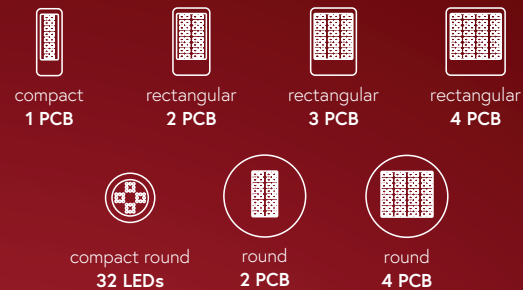 compact
1 PCB
rectangular
2 PCB
rectangular
3 PCB
rectangular
4 PCB
compact round
32 LEDs
round
2 PCB
round
4 PCB